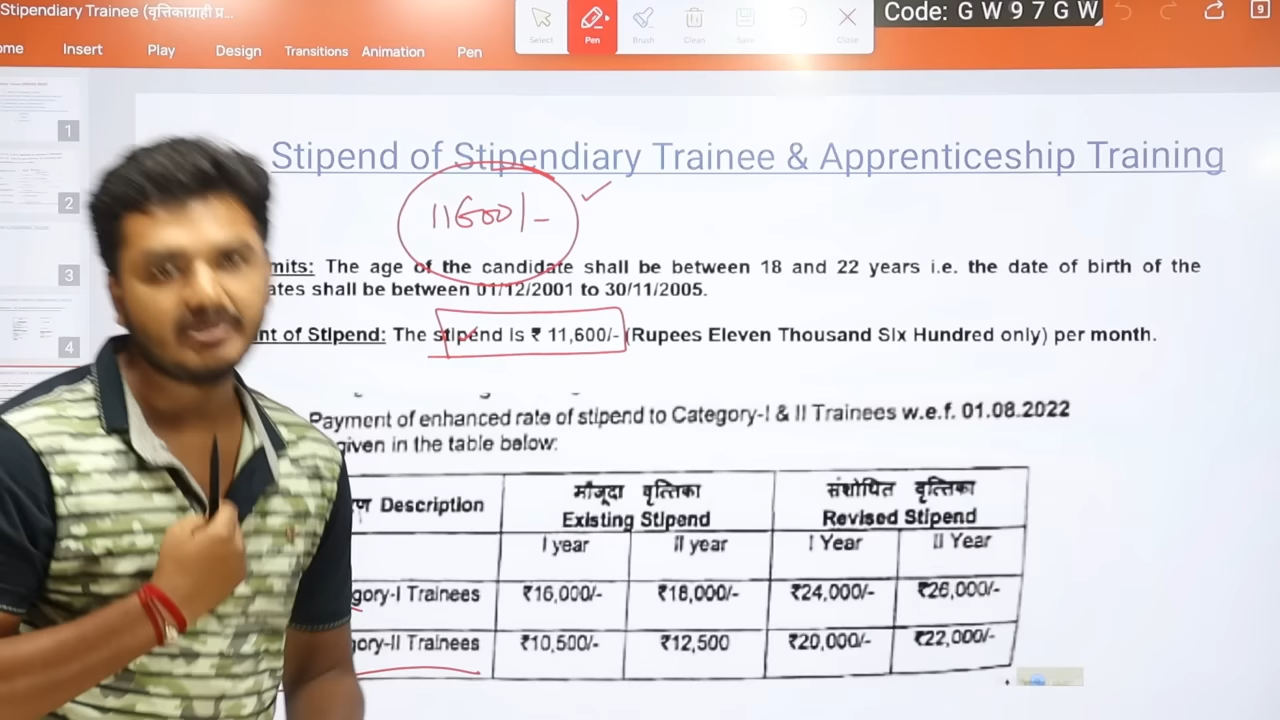 Stipendiary Trainee (वृत्तिकाग्राही प्र...
Code: G W 9 7 G W
9
ome Insert Play Design Transitions Animation Pen
Select Pen Brush Clean Save Close
1
2
3
4
Stipend of Stipendiary Trainee & Apprenticeship Training
11600/-
mits: The age of the candidate shall be between 18 and 22 years i.e. the date of birth of the
ates shall be between 01/12/2001 to 30/11/2005.
nt of Stipend: The stipend is ₹ 11,600/- (Rupees Eleven Thousand Six Hundred only) per month.
Payment of enhanced rate of stipend to Category-I & II Trainees w.e.f. 01.08.2022
given in the table below:
रण Description
मौजूदा वृत्तिका
Existing Stipend
संशोधित वृत्तिका
Revised Stipend
I year II year I Year II Year
gory-I Trainees ₹16,000/- ₹18,000/- ₹24,000/- ₹26,000/-
gory-II Trainees ₹10,500/- ₹12,500 ₹20,000/- ₹22,000/-